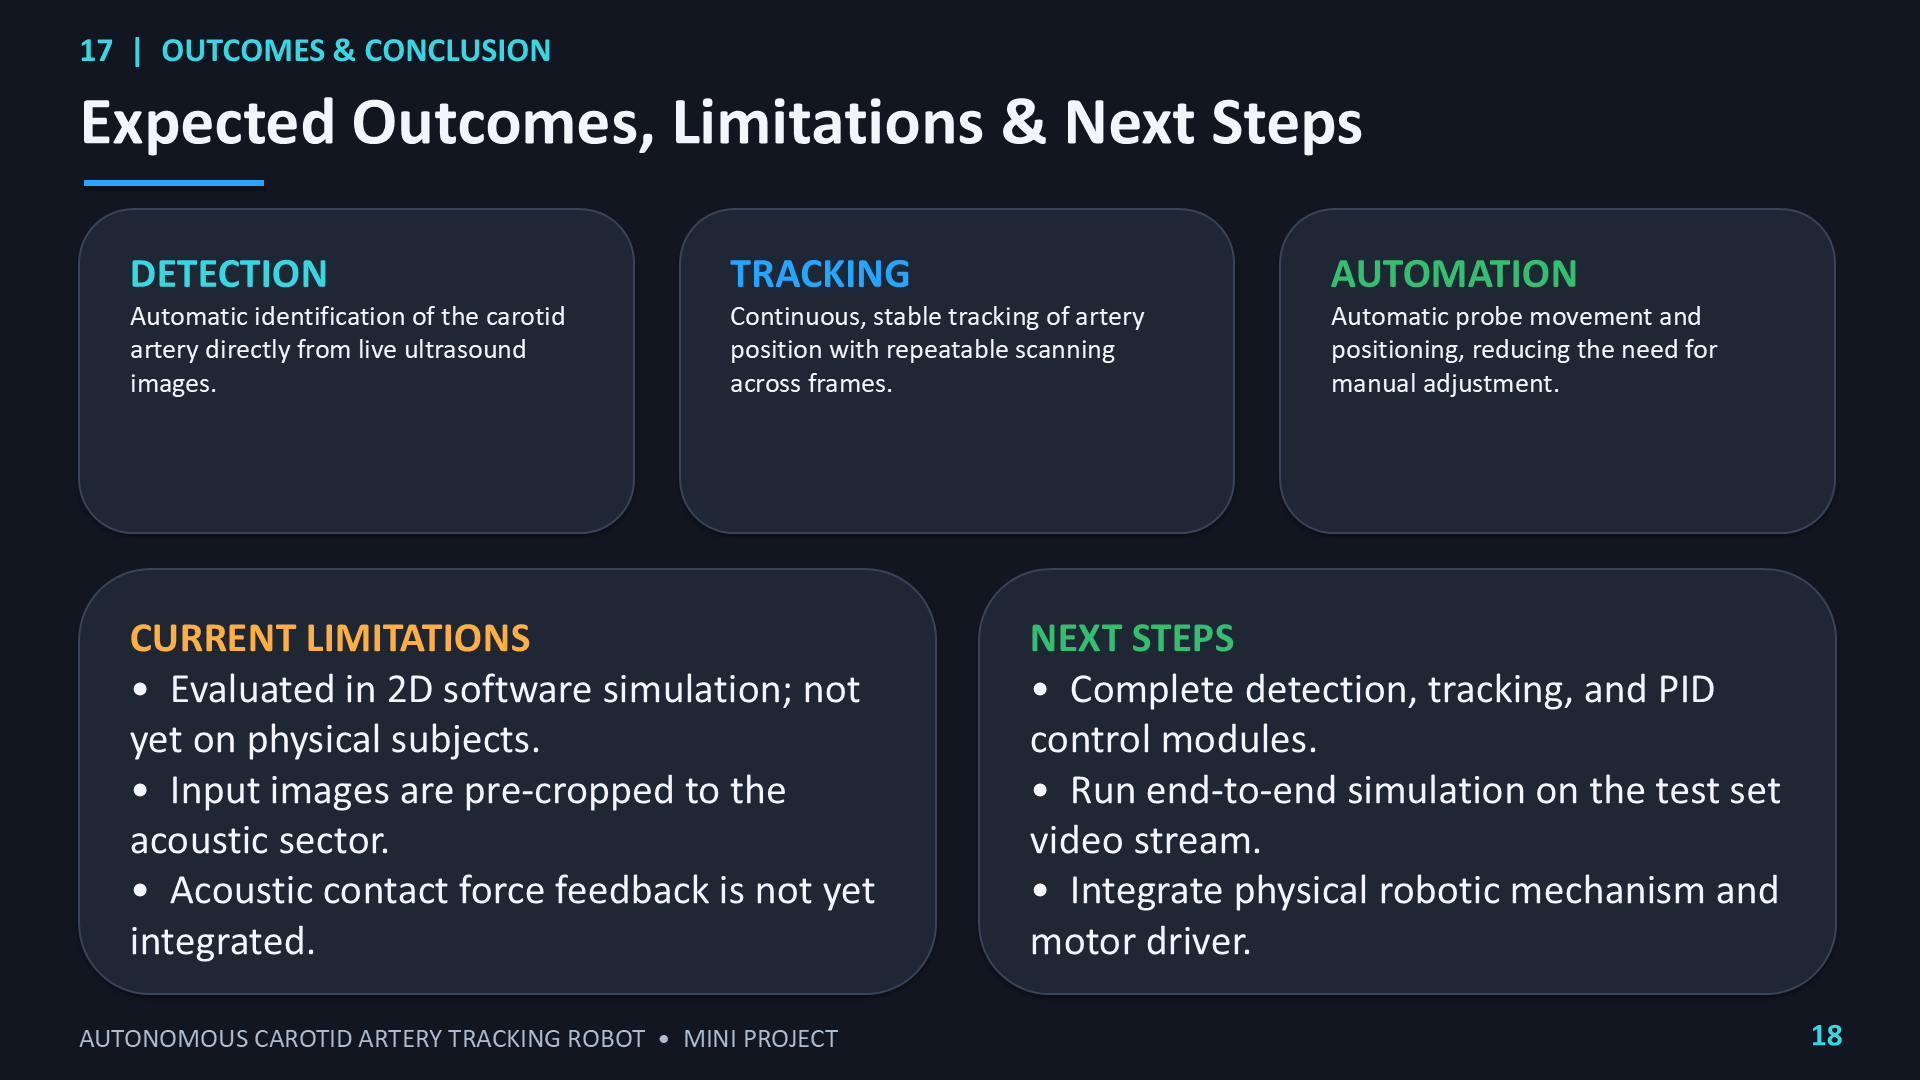 17 | OUTCOMES & CONCLUSION
Expected Outcomes, Limitations & Next Steps
DETECTION
Automatic identification of the carotid
artery directly from live ultrasound
images.
TRACKING
Continuous, stable tracking of artery
position with repeatable scanning
across frames.
AUTOMATION
Automatic probe movement and
positioning, reducing the need for
manual adjustment.
CURRENT LIMITATIONS
• Evaluated in 2D software simulation; not
yet on physical subjects.
• Input images are pre-cropped to the
acoustic sector.
• Acoustic contact force feedback is not yet
integrated.
NEXT STEPS
• Complete detection, tracking, and PID
control modules.
• Run end-to-end simulation on the test set
video stream.
• Integrate physical robotic mechanism and
motor driver.
AUTONOMOUS CAROTID ARTERY TRACKING ROBOT • MINI PROJECT
18